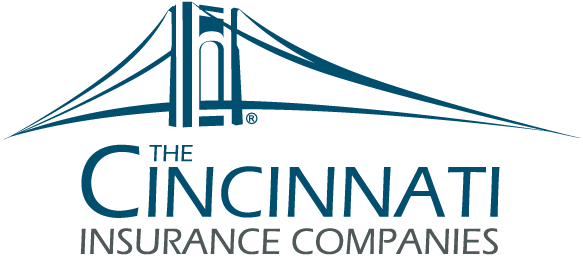 ®
THE
CINCINNATI
INSURANCE COMPANIES